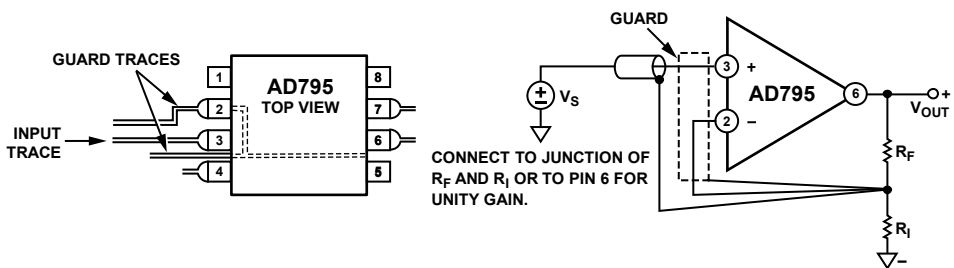 GUARD TRACES
INPUT
TRACE
1
2
3
4
AD795
TOP VIEW
8
7
6
5
GUARD
V_S
3
+
2
–
AD795
6
+
V_OUT
R_F
R_I
–
CONNECT TO JUNCTION OF
R_F AND R_I OR TO PIN 6 FOR
UNITY GAIN.